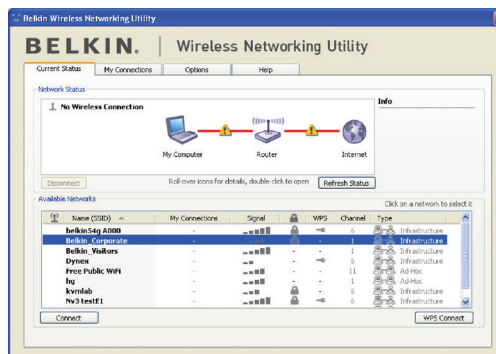 Belkin Wireless Networking Utility
BELKIN. | Wireless Networking Utility
Current Status My Connections Options Help
Network Status
No Wireless Connection
Info
My Computer Router Internet
Disconnect Roll-over icons for details, double-click to open Refresh Status
Available Networks
Click on a network to select it
Name (SSID) My Connections Signal WPS Channel Type
belkin54g A000 - 6 Infrastructure
Belkin_Corporate - - 1 Infrastructure
Belkin_Visitors - - - 1 Infrastructure
Dynex - 6 Infrastructure
Free Public WiFi - - - 11 Ad-Hoc
hg - - - 1 Ad-Hoc
kvmlab - - 6 Infrastructure
Nv3 testE1 - 6 Infrastructure
Connect WPS Connect